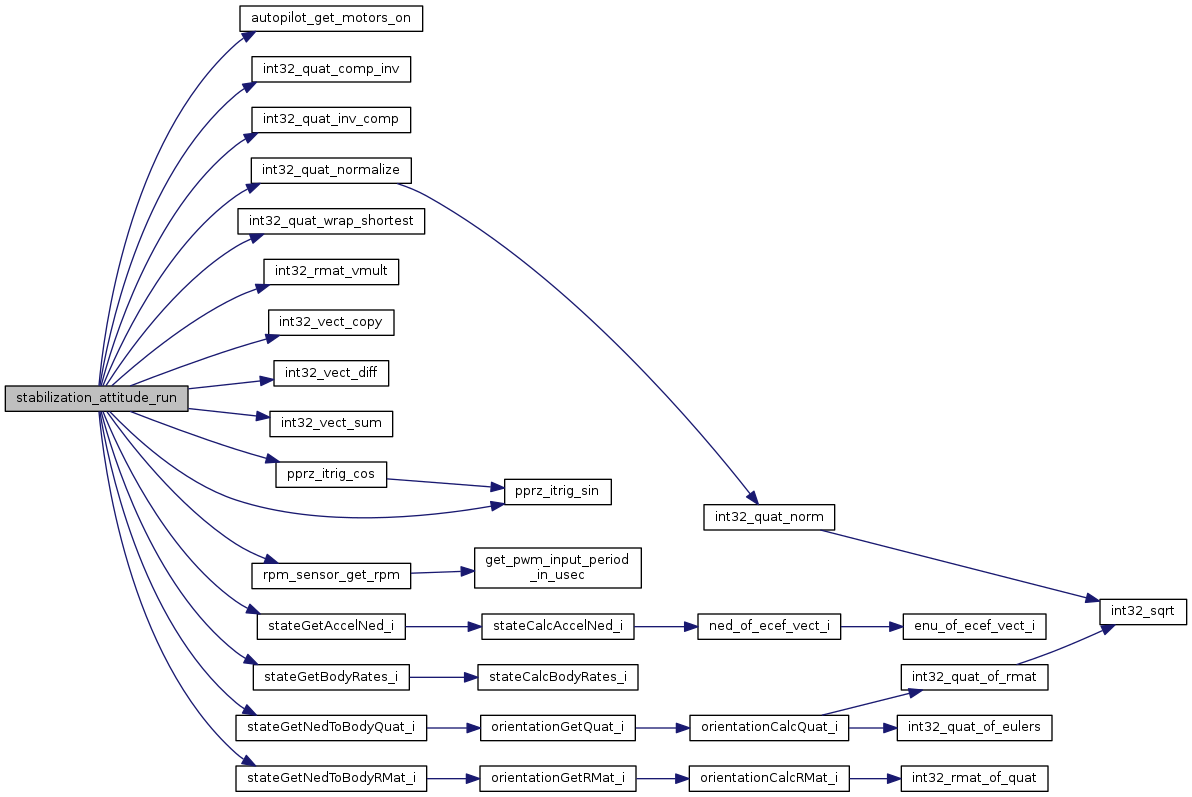 autopilot_get_motors_on
int32_quat_comp_inv
int32_quat_inv_comp
int32_quat_normalize
int32_quat_wrap_shortest
int32_rmat_vmult
int32_vect_copy
int32_vect_diff
stabilization_attitude_run
int32_vect_sum
pprz_itrig_cos
pprz_itrig_sin
int32_quat_norm
get_pwm_input_period
_in_usec
rpm_sensor_get_rpm
int32_sqrt
stateGetAccelNed_i
stateCalcAccelNed_i
ned_of_ecef_vect_i
enu_of_ecef_vect_i
stateGetBodyRates_i
stateCalcBodyRates_i
int32_quat_of_rmat
stateGetNedToBodyQuat_i
orientationGetQuat_i
orientationCalcQuat_i
int32_quat_of_eulers
stateGetNedToBodyRMat_i
orientationGetRMat_i
orientationCalcRMat_i
int32_rmat_of_quat